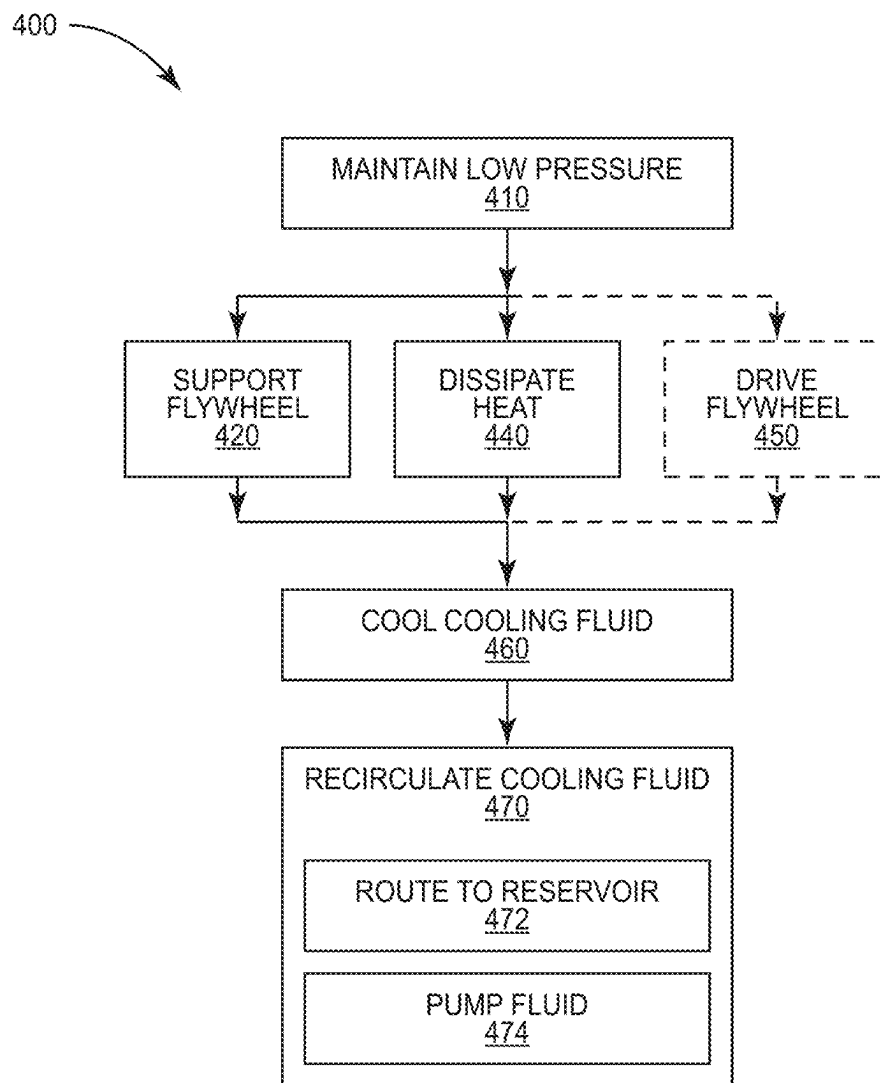 400
MAINTAIN LOW PRESSURE
410
SUPPORT
FLYWHEEL
420
DISSIPATE
HEAT
440
DRIVE
FLYWHEEL
450
COOL COOLING FLUID
460
RECIRCULATE COOLING FLUID
470
ROUTE TO RESERVOIR
472
PUMP FLUID
474